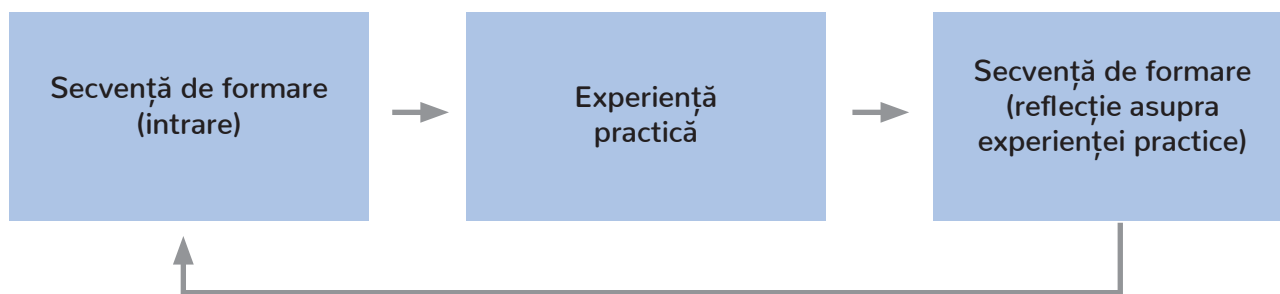 Secvență de formare
(intrare)
Experiență
practică
Secvență de formare
(reflecție asupra
experienței practice)